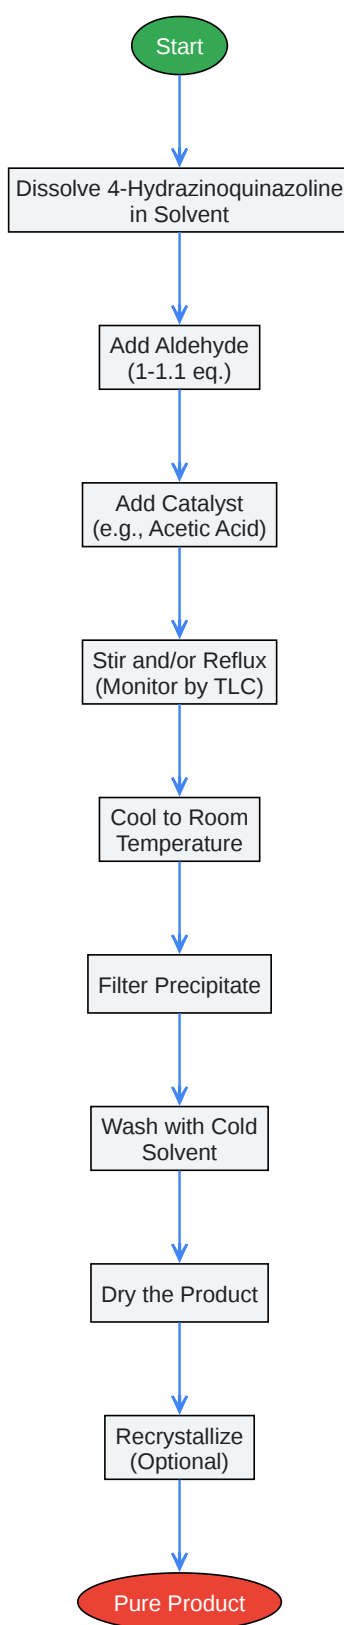 Start
Dissolve 4-Hydrazinoquinazoline
in Solvent
Add Aldehyde
(1-1.1 eq.)
Add Catalyst
(e.g., Acetic Acid)
Stir and/or Reflux
(Monitor by TLC)
Cool to Room
Temperature
Filter Precipitate
Wash with Cold
Solvent
Dry the Product
Recrystallize
(Optional)
Pure Product